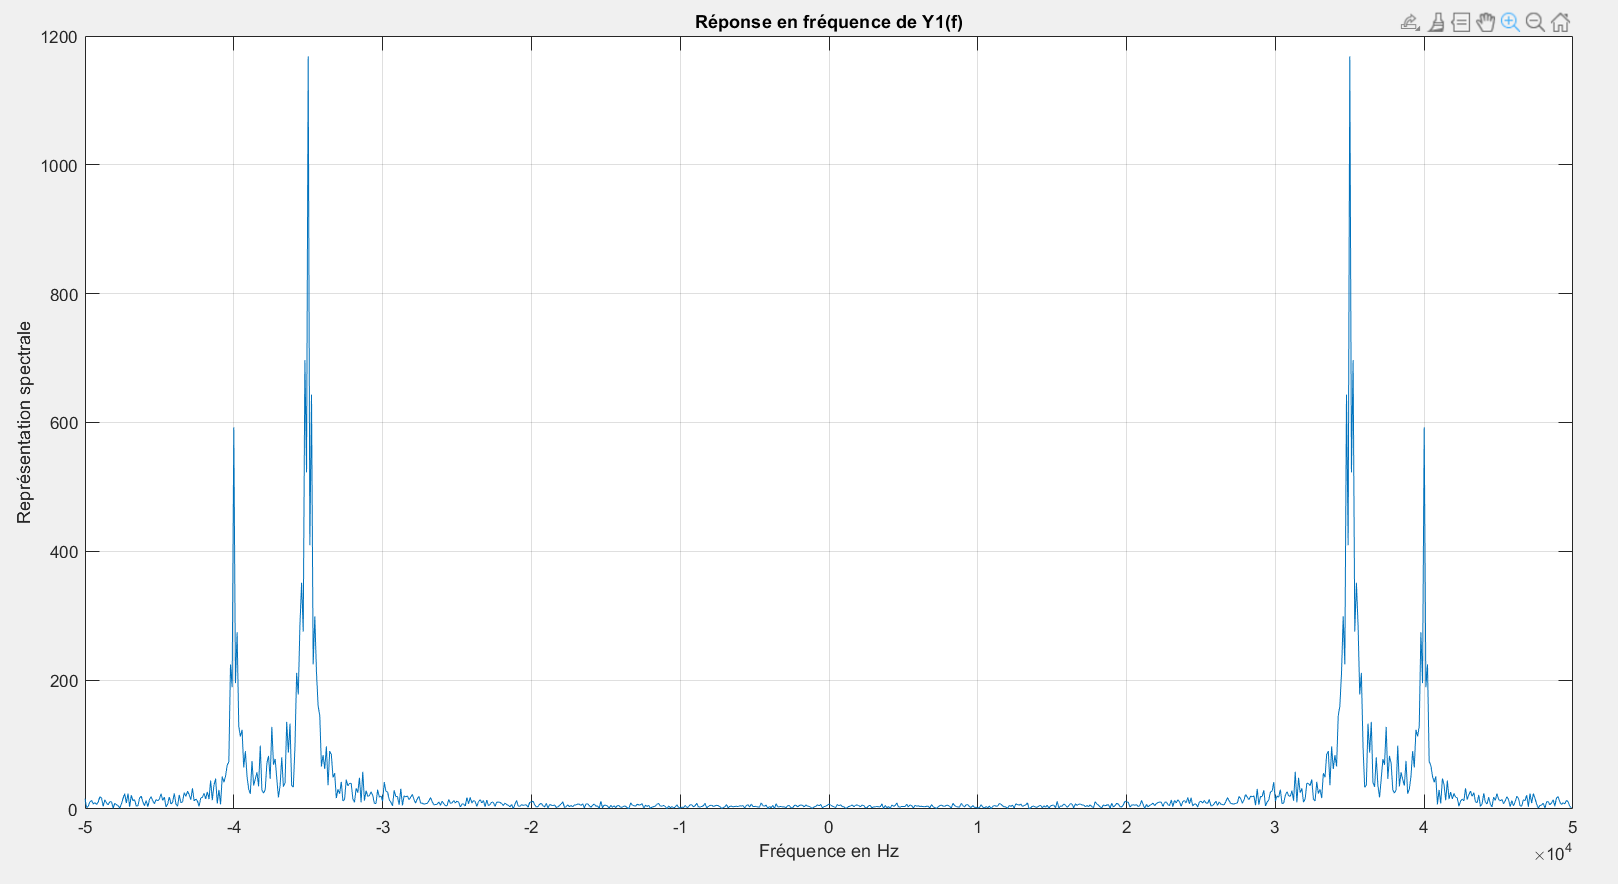 Réponse en fréquence de Y1(f)
1200
1000
800
600
400
200
0
Représentation spectrale
-5 -4 -3 -2 -1 0 1 2 3 4 5
Fréquence en Hz
×10⁴